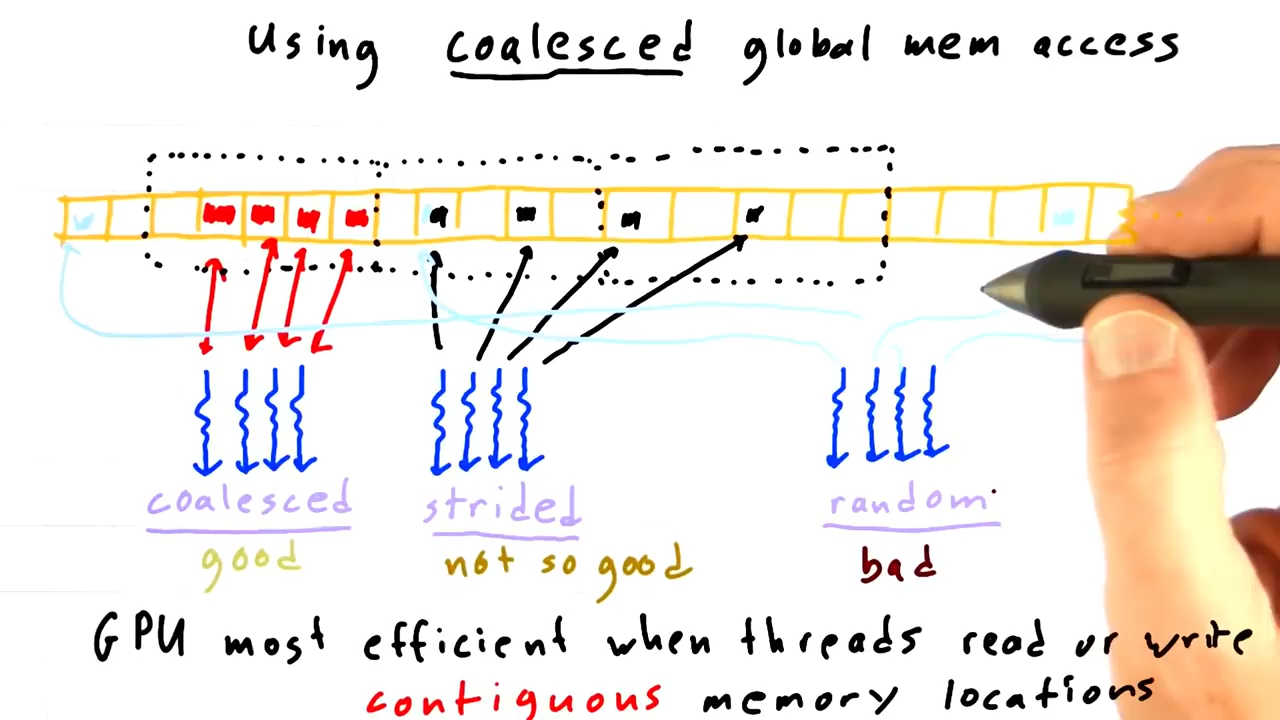 Using coalesced global mem access
coalesced strided random
good not so good bad
GPU most efficient when threads read or write
contiguous memory locations